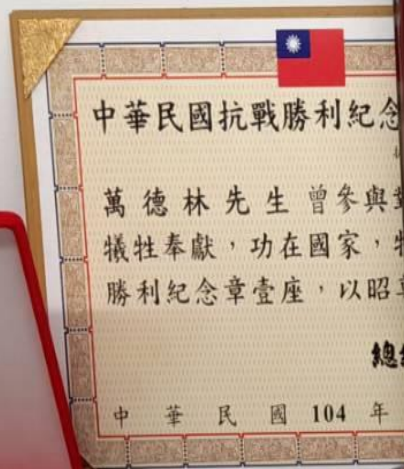 中華民國抗戰勝利紀念
萬德林先生曾參與
犧牲奉獻，功在國家，
勝利紀念章壹座，以昭
總
中華民國104年